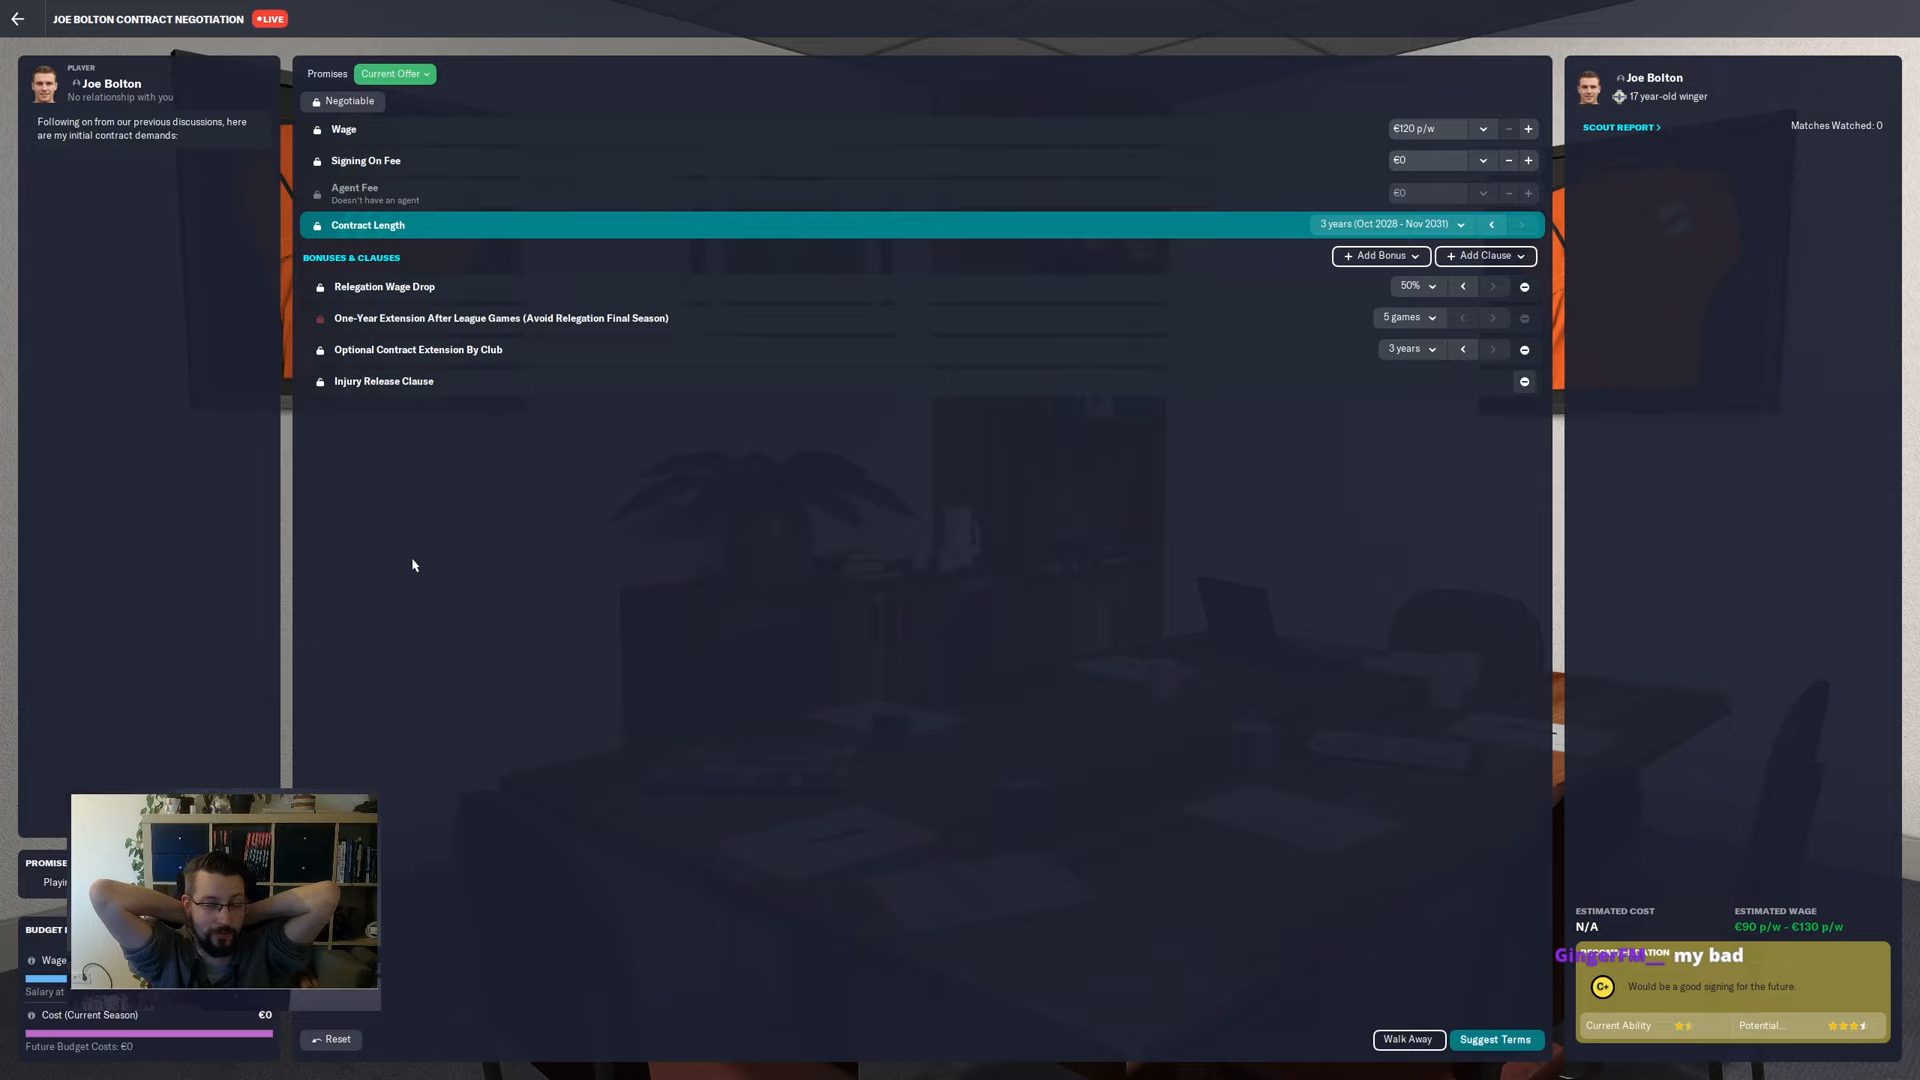 JOE BOLTON CONTRACT NEGOTIATION
LIVE
PLAYER
Joe Bolton
No relationship with you
Following on from our previous discussions, here
are my initial contract demands:
Promises
Current Offer
Negotiable
Wage
€120 p/w
Signing On Fee
€0
Agent Fee
Doesn't have an agent
€0
Contract Length
3 years (Oct 2028 - Nov 2031)
BONUSES & CLAUSES
Add Bonus
Add Clause
Relegation Wage Drop
50%
One-Year Extension After League Games (Avoid Relegation Final Season)
5 games
Optional Contract Extension By Club
3 years
Injury Release Clause
Joe Bolton
17 year-old winger
SCOUT REPORT >
Matches Watched: 0
PROMISE
Playin
BUDGET
Wage
Salary at
Cost (Current Season)
€0
Future Budget Costs: €0
Reset
Walk Away
Suggest Terms
ESTIMATED COST
N/A
ESTIMATED WAGE
€90 p/w - €130 p/w
GingerFM__ my bad
C+
Would be a good signing for the future.
Current Ability
Potential...